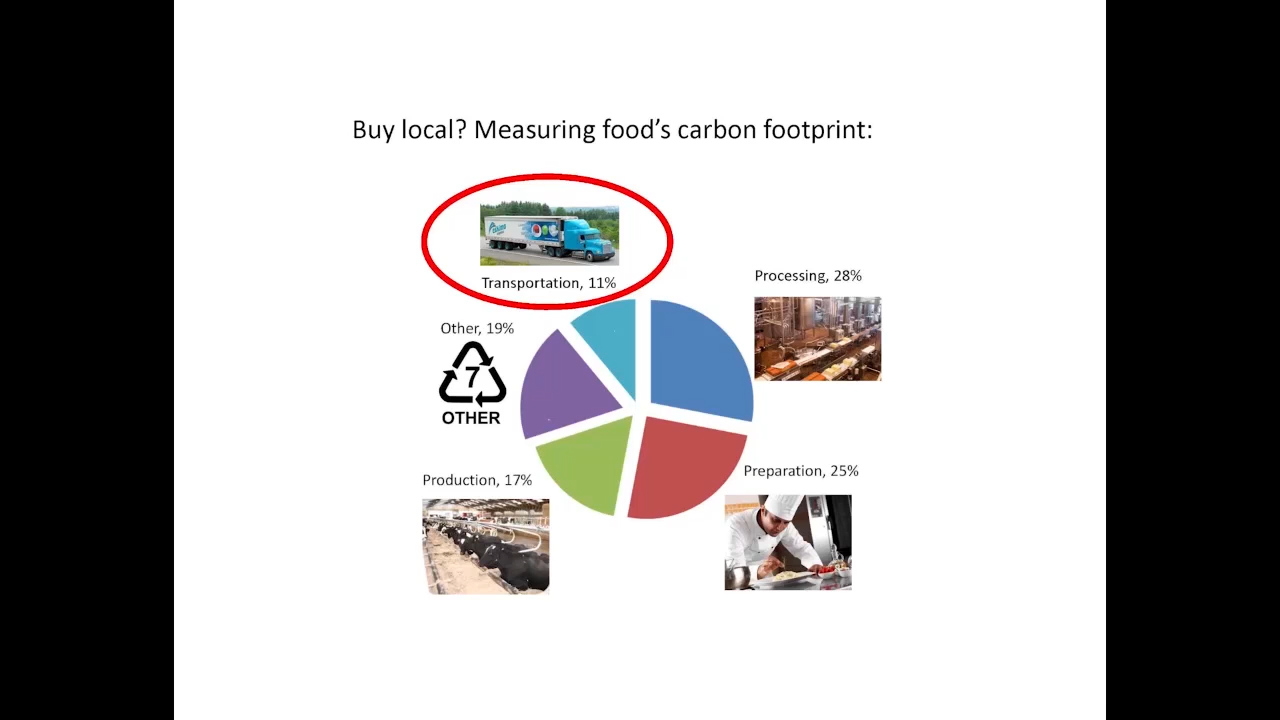 Buy local? Measuring food's carbon footprint:
Transportation, 11%
Processing, 28%
Other, 19%
7
OTHER
Preparation, 25%
Production, 17%